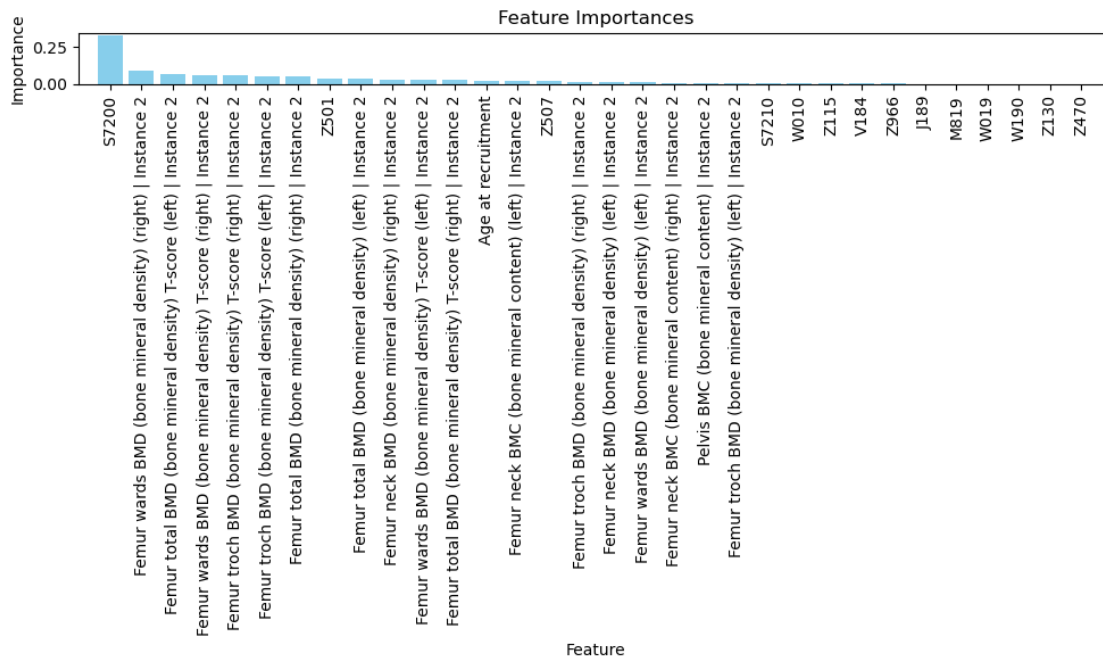 Feature Importances
Importance
0.25
0.00
S7200
Femur wards BMD (bone mineral density) (right) | Instance 2
Femur total BMD (bone mineral density) T-score (left) | Instance 2
Femur wards BMD (bone mineral density) T-score (right) | Instance 2
Femur troch BMD (bone mineral density) T-score (right) | Instance 2
Femur troch BMD (bone mineral density) T-score (left) | Instance 2
Femur total BMD (bone mineral density) (right) | Instance 2
Z501
Femur total BMD (bone mineral density) (left) | Instance 2
Femur neck BMD (bone mineral density) (right) | Instance 2
Femur wards BMD (bone mineral density) T-score (left) | Instance 2
Femur total BMD (bone mineral density) T-score (right) | Instance 2
Age at recruitment
Femur neck BMC (bone mineral content) (left) | Instance 2
Z507
Femur troch BMD (bone mineral density) (right) | Instance 2
Femur neck BMD (bone mineral density) (left) | Instance 2
Femur wards BMD (bone mineral density) (left) | Instance 2
Femur neck BMC (bone mineral content) (right) | Instance 2
Pelvis BMC (bone mineral content) | Instance 2
Femur troch BMD (bone mineral density) (left) | Instance 2
S7210
W010
Z115
V184
Z966
J189
M819
W019
W190
Z130
Z470
Feature